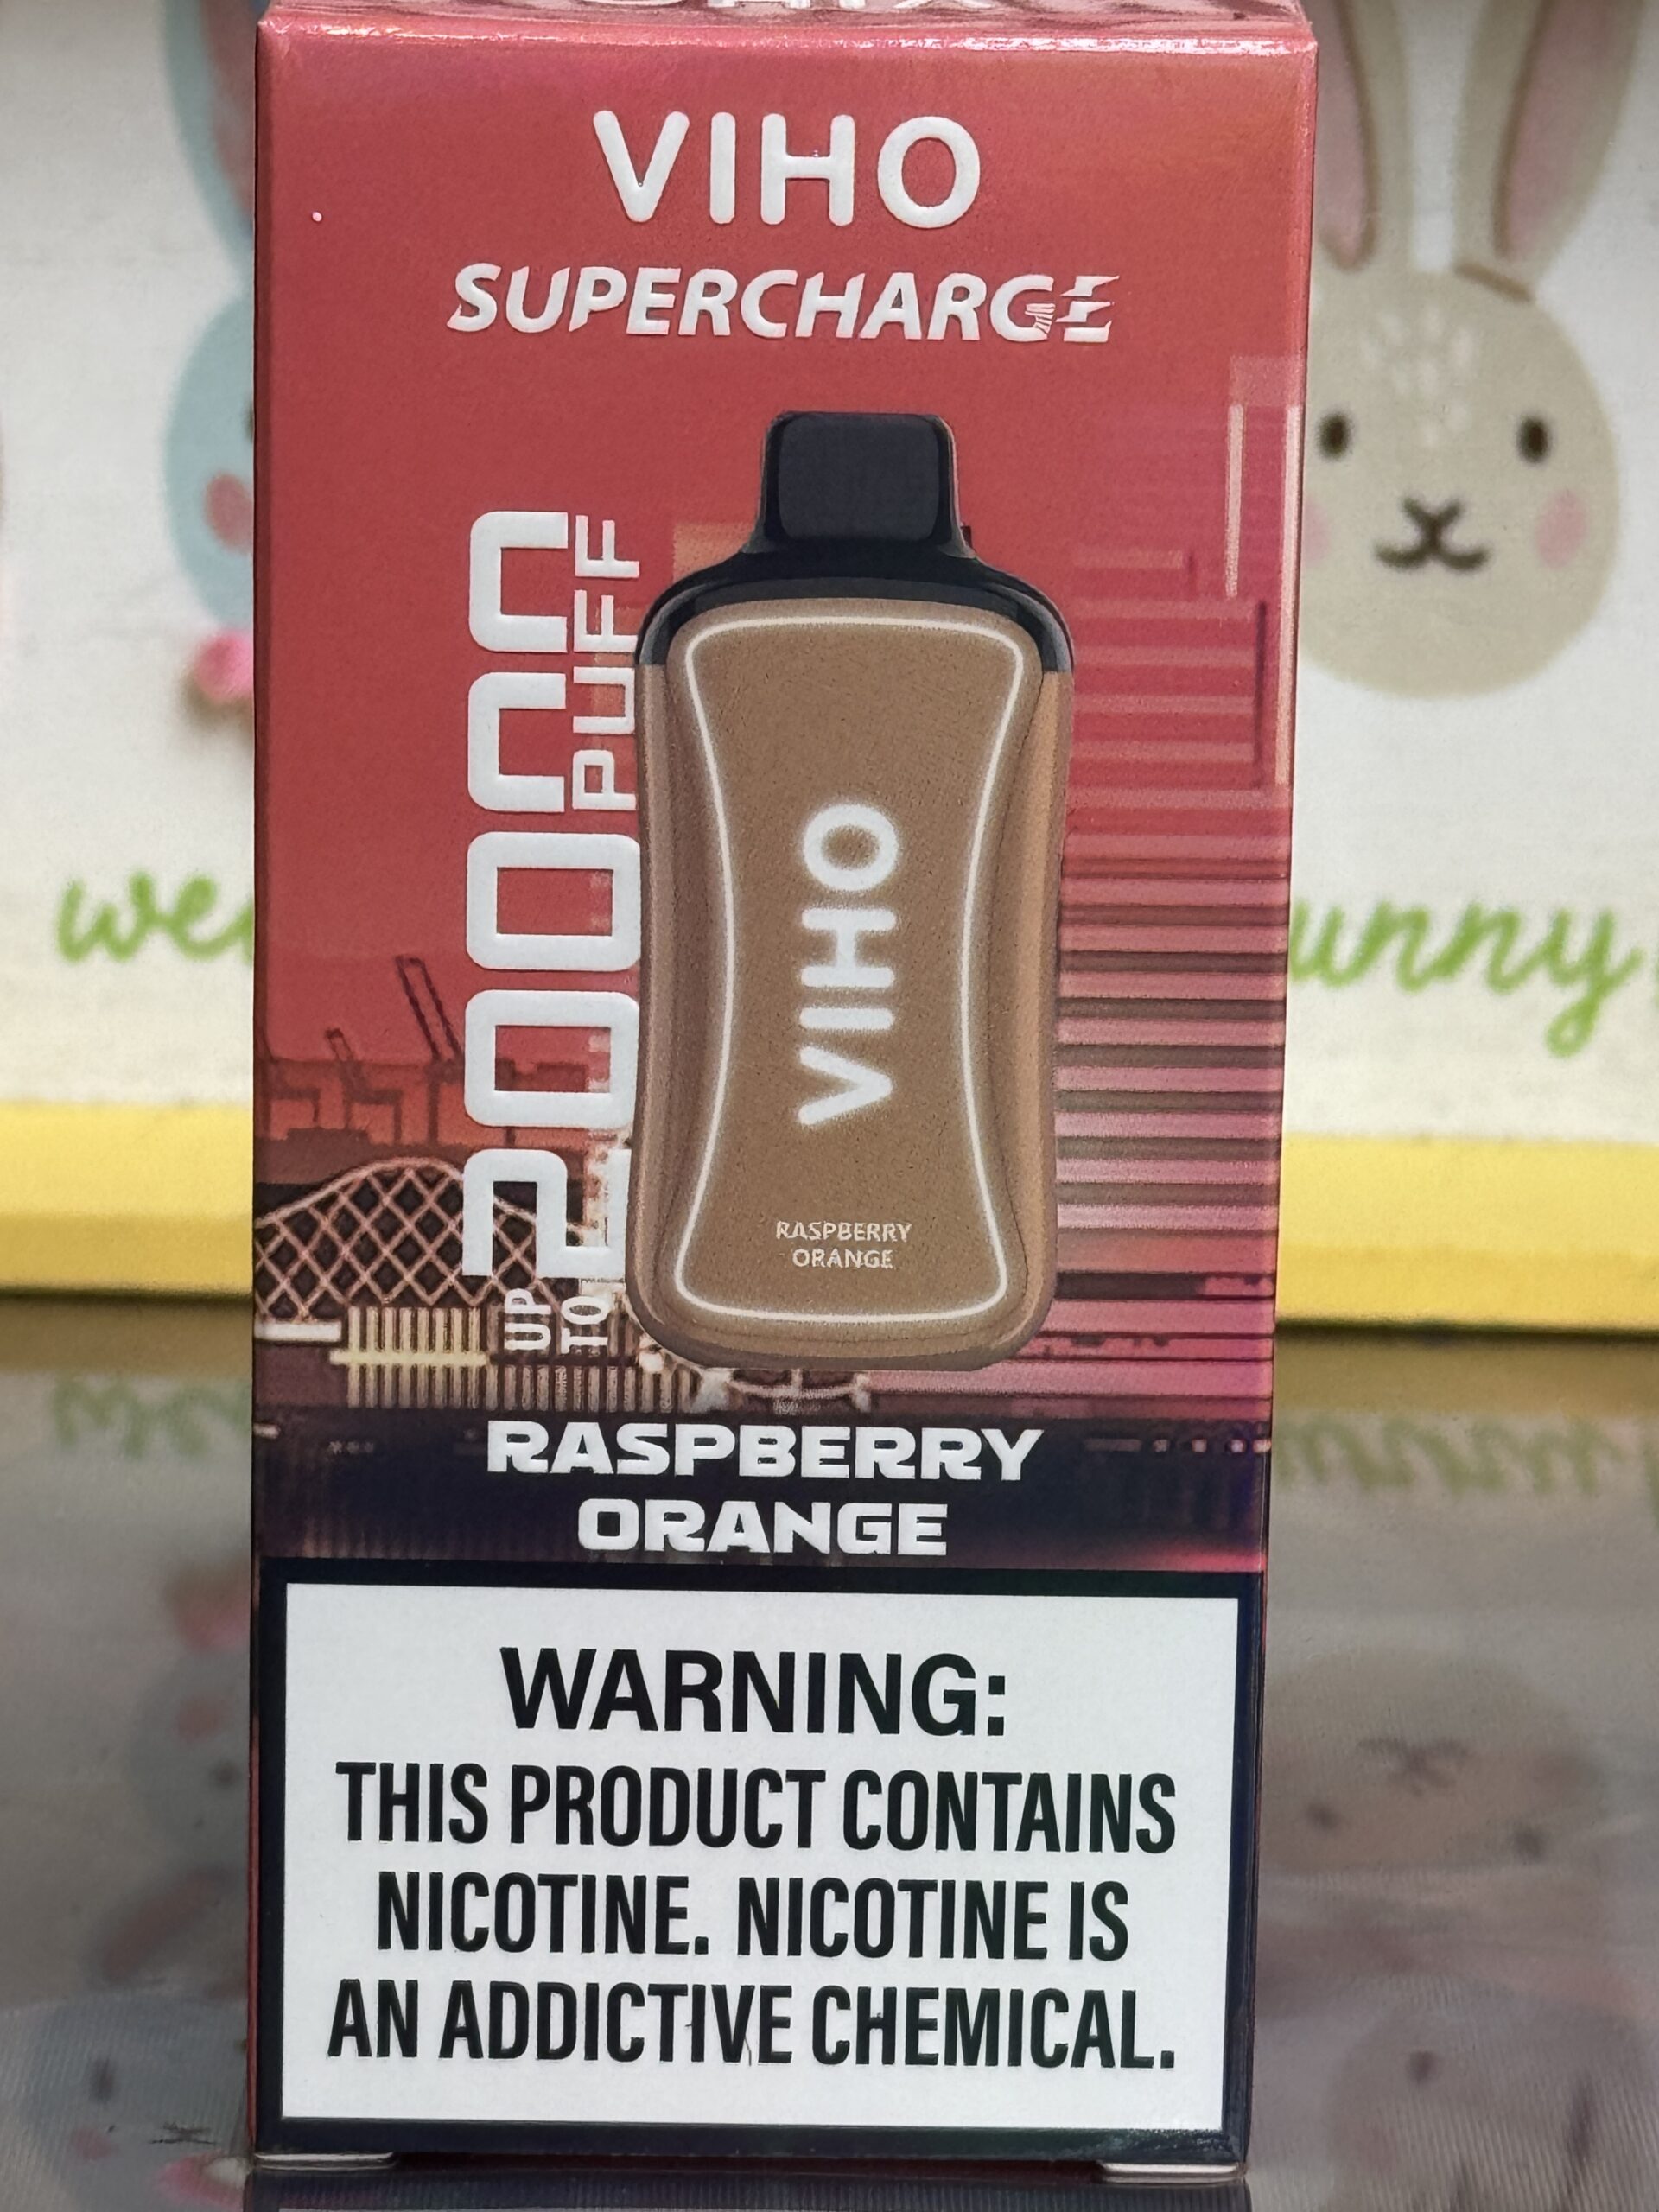 VIHO
SUPERCHARGE
UP TO 20000 PUFF
VIHO
RASPBERRY
ORANGE
RASPBERRY
ORANGE
WARNING:
THIS PRODUCT CONTAINS
NICOTINE. NICOTINE IS
AN ADDICTIVE CHEMICAL.